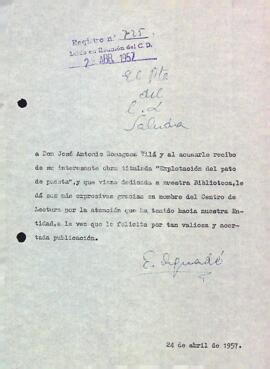 Registro n.° 725
Leído en Reunión del C.D.
2 ABR 1957
El Pte
del
C. L
Saluda
a Don José Antonio Romagosa Vilá y al acusarle recibo
de su interesante obra titulada "Explotación del pato
de puesta", y que viene dedicada a nuestra Biblioteca, le
dá sus más expresivas gracias en nombre del Centro de
Lectura por la atención que ha tenido hacia nuestra En-
tidad, a la vez que le felicita por tan valiosa y acer-
tada publicación.
E. Aguadé
24 de abril de 1957.